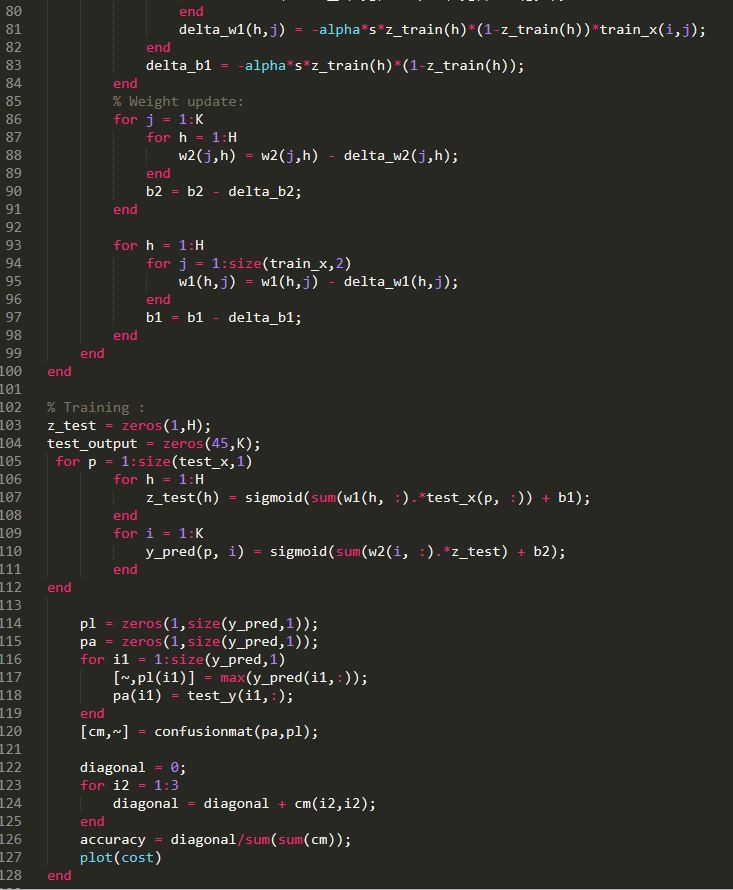 80 end
81 delta_w1(h,j) = -alpha*s*z_train(h)*(1-z_train(h))*train_x(i,j);
82 end
83 delta_b1 = -alpha*s*z_train(h)*(1-z_train(h));
84 end
85 % Weight update:
86 for j = 1:K
87 for h = 1:H
88 w2(j,h) = w2(j,h) - delta_w2(j,h);
89 end
90 b2 = b2 - delta_b2;
91 end
92
93 for h = 1:H
94 for j = 1:size(train_x,2)
95 w1(h,j) = w1(h,j) - delta_w1(h,j);
96 end
97 b1 = b1 - delta_b1;
98 end
99 end
100 end
101
102 % Training :
103 z_test = zeros(1,H);
104 test_output = zeros(45,K);
105 for p = 1:size(test_x,1)
106 for h = 1:H
107 z_test(h) = sigmoid(sum(w1(h, :).*test_x(p, :)) + b1);
108 end
109 for i = 1:K
110 y_pred(p, i) = sigmoid(sum(w2(i, :).*z_test) + b2);
111 end
112 end
113
114 pl = zeros(1,size(y_pred,1));
115 pa = zeros(1,size(y_pred,1));
116 for i1 = 1:size(y_pred,1)
117 [~,pl(i1)] = max(y_pred(i1,:));
118 pa(i1) = test_y(i1,:);
119 end
120 [cm,~] = confusionmat(pa,pl);
121
122 diagonal = 0;
123 for i2 = 1:3
124 diagonal = diagonal + cm(i2,i2);
125 end
126 accuracy = diagonal/sum(sum(cm));
127 plot(cost)
128 end